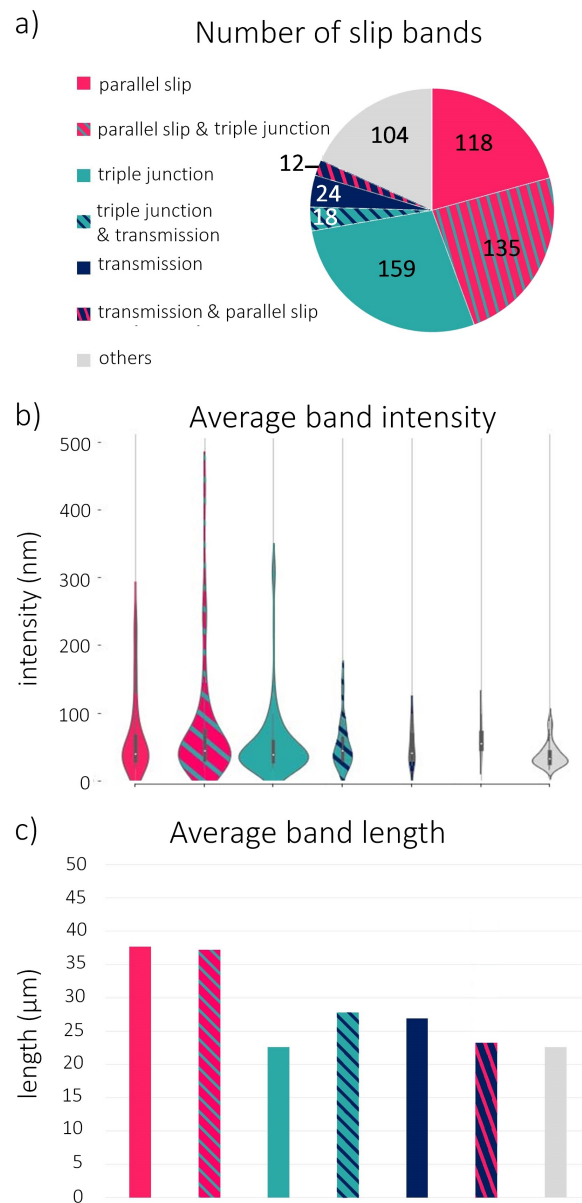 a)
Number of slip bands
parallel slip
parallel slip & triple junction
triple junction
triple junction
& transmission
transmission
transmission & parallel slip
others
104
118
12
24
18
135
159
b)
Average band intensity
intensity (nm)
500
400
300
200
100
0
c)
Average band length
length (μm)
50
45
40
35
30
25
20
15
10
5
0